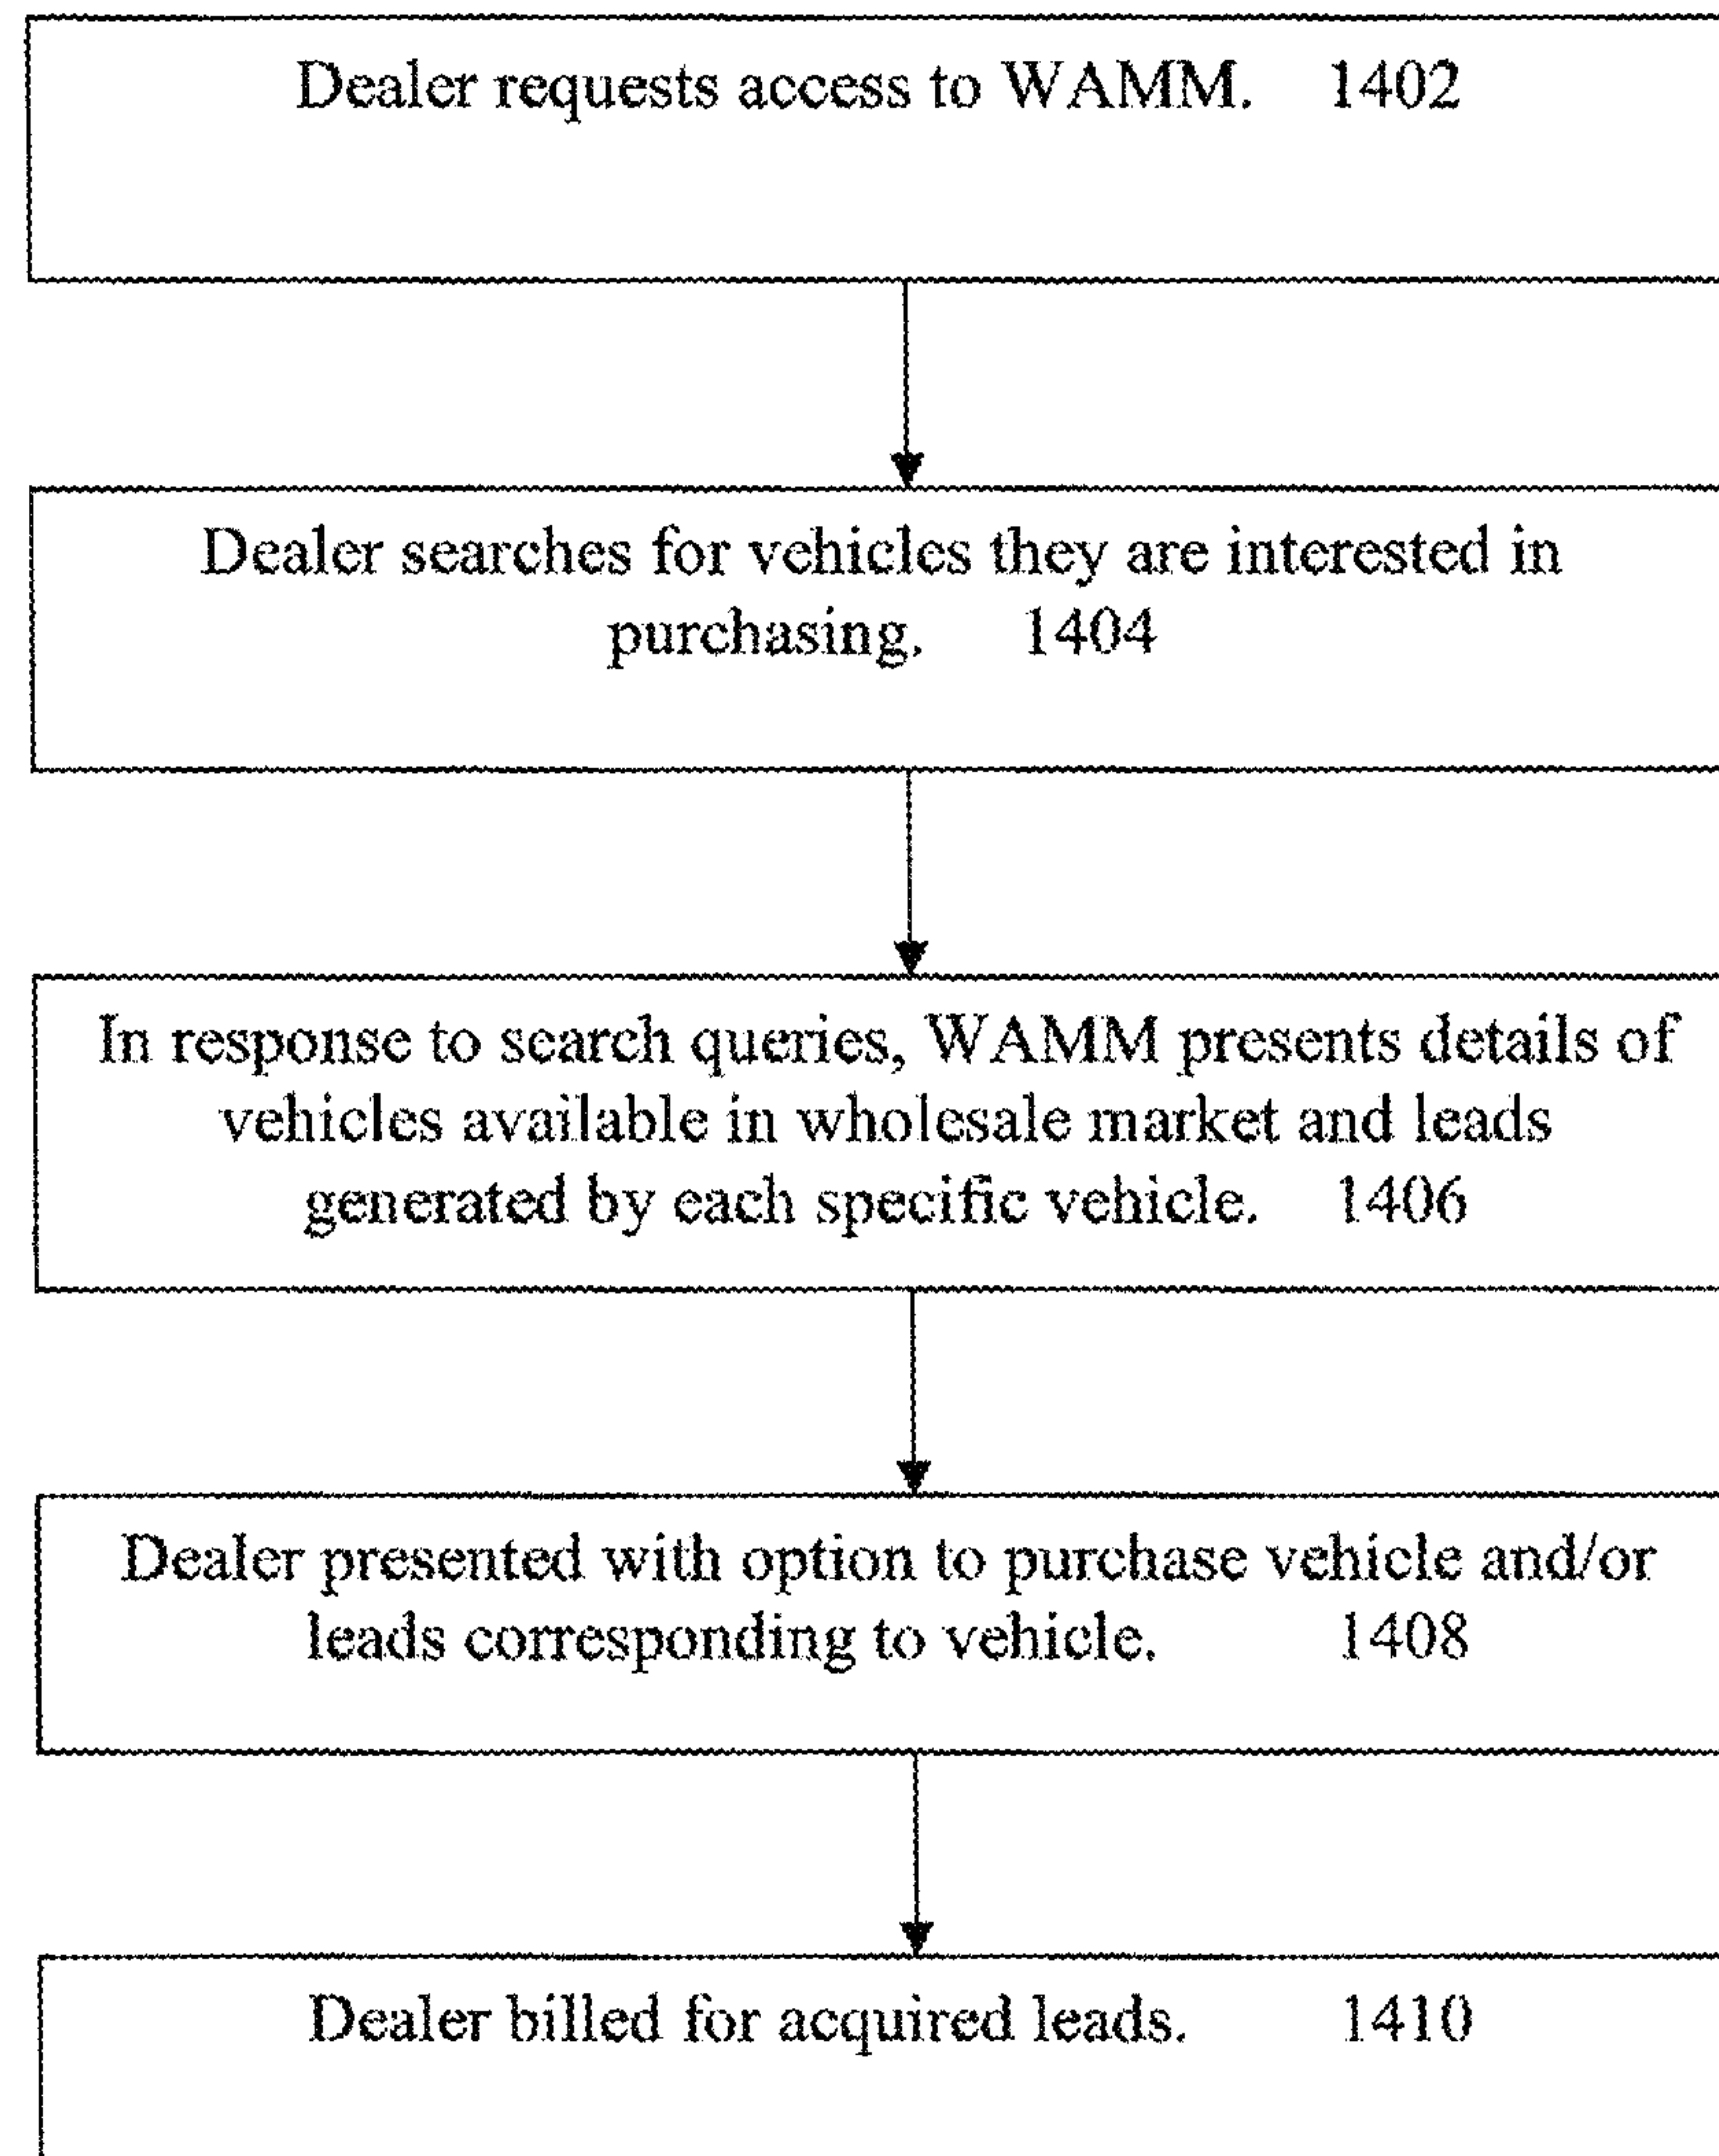 Dealer requests access to WAMM. 1402
Dealer searches for vehicles they are interested in
purchasing. 1404
In response to search queries, WAMM presents details of
vehicles available in wholesale market and leads
generated by each specific vehicle. 1406
Dealer presented with option to purchase vehicle and/or
leads corresponding to vehicle. 1408
Dealer billed for acquired leads. 1410